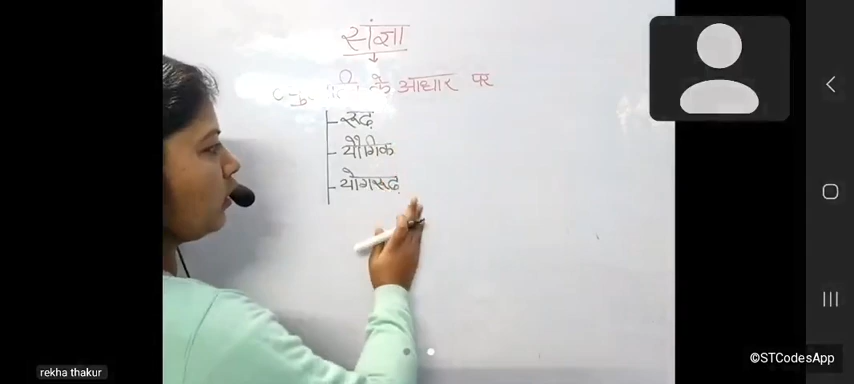 संज्ञा
के आधार पर
रूढ़
यौगिक
योगरूढ़
rekha thakur
©STCodesApp